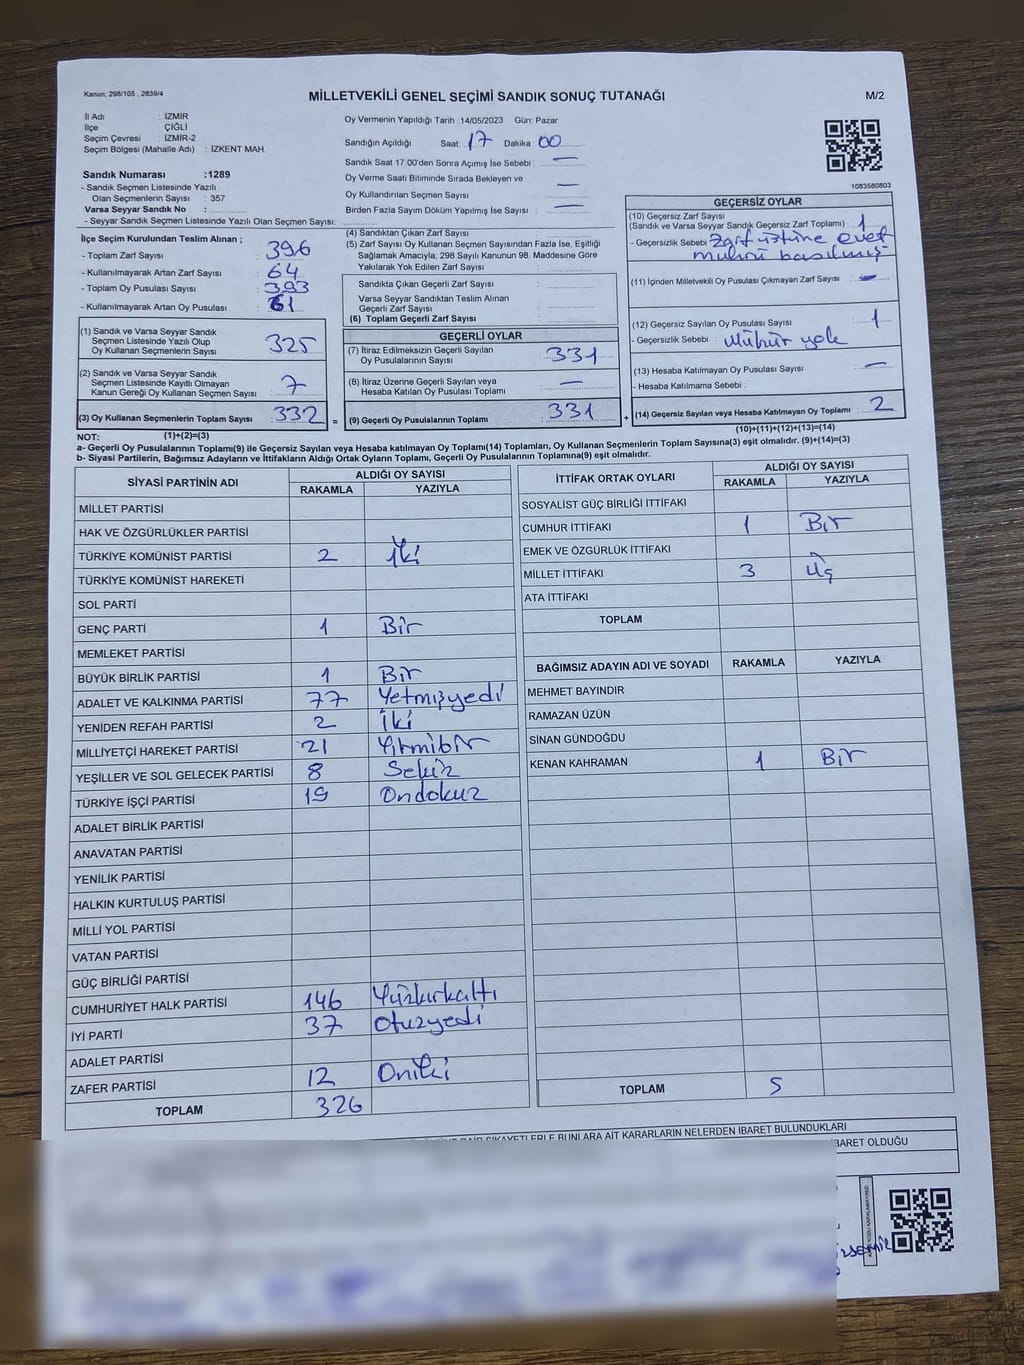 Kanun, 298/105 , 2839/4
MİLLETVEKİLİ GENEL SEÇİMİ SANDIK SONUÇ TUTANAĞI
M/2
İl Adı : İZMİR
İlçe : ÇİĞLİ
Seçim Çevresi : İZMİR-2
Seçim Bölgesi (Mahalle Adı) : İZKENT MAH.
Sandık Numarası :1289
- Sandık Seçmen Listesinde Yazılı
Olan Seçmenlerin Sayısı : 357
Varsa Seyyar Sandık No :
- Seyyar Sandık Seçmen Listesinde Yazılı Olan Seçmen Sayısı:
Oy Vermenin Yapıldığı Tarih :14/05/2023 Gün: Pazar
Sandığın Açıldığı Saat: 17 Dakika: 00
Sandık Saat 17:00'den Sonra Açımış İse Sebebi : —
Oy Verme Saati Bitiminde Sırada Bekleyen ve
Oy Kullandırılan Seçmen Sayısı : —
Birden Fazla Sayım Döküm Yapılmış İse Sayısı : —
1083580803
İlçe Seçim Kurulundan Teslim Alınan ;
- Toplam Zarf Sayısı : 396
- Kullanılmayarak Artan Zarf Sayısı : 64
- Toplam Oy Pusulası Sayısı : 393
- Kullanılmayarak Artan Oy Pusulası : 61
(1) Sandık ve Varsa Seyyar Sandık
Seçmen Listesinde Yazılı Olup
Oy Kullanan Seçmenlerin Sayısı : 325
(2) Sandık ve Varsa Seyyar Sandık
Seçmen Listesinde Kayıtlı Olmayan
Kanun Gereği Oy Kullanan Seçmen Sayısı : 7
(3) Oy Kullanan Seçmenlerin Toplam Sayısı : 332
(1)+(2)=(3)
(4) Sandıktan Çıkan Zarf Sayısı
(5) Zarf Sayısı Oy Kullanan Seçmen Sayısından Fazla İse, Eşitliği
Sağlamak Amacıyla, 298 Sayılı Kanunun 98. Maddesine Göre
Yakılarak Yok Edilen Zarf Sayısı :
Sandıkta Çıkan Geçerli Zarf Sayısı :
Varsa Seyyar Sandıktan Teslim Alınan
Geçerli Zarf Sayısı :
(6) Toplam Geçerli Zarf Sayısı :
GEÇERLİ OYLAR
(7) İtiraz Edilmeksizin Geçerli Sayılan
Oy Pusulalarının Sayısı : 331
(8) İtiraz Üzerine Geçerli Sayılan veya
Hesaba Katılan Oy Pusulaları Toplamı : —
= (9) Geçerli Oy Pusulalarının Toplamı : 331 +
GEÇERSİZ OYLAR
(10) Geçersiz Zarf Sayısı
(Sandık ve Varsa Seyyar Sandık Geçersiz Zarf Toplamı) : 1
- Geçersizlik Sebebi : Zarf üstüne evet
mührü basılmış
(11) İçinden Milletvekili Oy Pusulası Çıkmayan Zarf Sayısı : —
(12) Geçersiz Sayılan Oy Pusulası Sayısı : 1
- Geçersizlik Sebebi : Mühür yok
(13) Hesaba Katılmayan Oy Pusulası Sayısı : —
- Hesaba Katılmama Sebebi :
(14) Geçersiz Sayılan veya Hesaba Katılmayan Oy Toplamı : 2
(10)+(11)+(12)+(13)=(14)
NOT:
a- Geçerli Oy Pusulalarının Toplamı(9) ile Geçersiz Sayılan veya Hesaba katılmayan Oy Toplamı(14) Toplamları, Oy Kullanan Seçmenlerin Toplam Sayısına(3) eşit olmalıdır. (9)+(14)=(3)
b- Siyasi Partilerin, Bağımsız Adayların ve İttifakların Aldığı Ortak Oyların Toplamı, Geçerli Oy Pusulalarının Toplamına(9) eşit olmalıdır.
SİYASİ PARTİNİN ADI
ALDIĞI OY SAYISI
RAKAMLA YAZIYLA
MİLLET PARTİSİ
HAK VE ÖZGÜRLÜKLER PARTİSİ
TÜRKİYE KOMÜNİST PARTİSİ 2 iki
TÜRKİYE KOMÜNİST HAREKETİ
SOL PARTİ
GENÇ PARTİ 1 Bir
MEMLEKET PARTİSİ
BÜYÜK BİRLİK PARTİSİ 1 Bir
ADALET VE KALKINMA PARTİSİ 77 Yetmişyedi
YENİDEN REFAH PARTİSİ 2 İki
MİLLİYETÇİ HAREKET PARTİSİ 21 Yirmibir
YEŞİLLER VE SOL GELECEK PARTİSİ 8 Sekiz
TÜRKİYE İŞÇİ PARTİSİ 19 Ondokuz
ADALET BİRLİK PARTİSİ
ANAVATAN PARTİSİ
YENİLİK PARTİSİ
HALKIN KURTULUŞ PARTİSİ
MİLLİ YOL PARTİSİ
VATAN PARTİSİ
GÜÇ BİRLİĞİ PARTİSİ
CUMHURİYET HALK PARTİSİ 146 Yüzkırkaltı
İYİ PARTİ 37 Otuzyedi
ADALET PARTİSİ
ZAFER PARTİSİ 12 Oniki
TOPLAM 326
İTTİFAK ORTAK OYLARI
ALDIĞI OY SAYISI
RAKAMLA YAZIYLA
SOSYALİST GÜÇ BİRLİĞİ İTTİFAKI
CUMHUR İTTİFAKI 1 Bir
EMEK VE ÖZGÜRLÜK İTTİFAKI
MİLLET İTTİFAKI 3 Üç
ATA İTTİFAKI
TOPLAM
BAĞIMSIZ ADAYIN ADI VE SOYADI RAKAMLA YAZIYLA
MEHMET BAYINDIR
RAMAZAN ÜZÜN
SİNAN GÜNDOĞDU
KENAN KAHRAMAN 1 Bir
TOPLAM 5
ŞİKAYETLERLE BUNLARA AİT KARARLARIN NELERDEN İBARET BULUNDUKLARI
BARET OLDUĞU